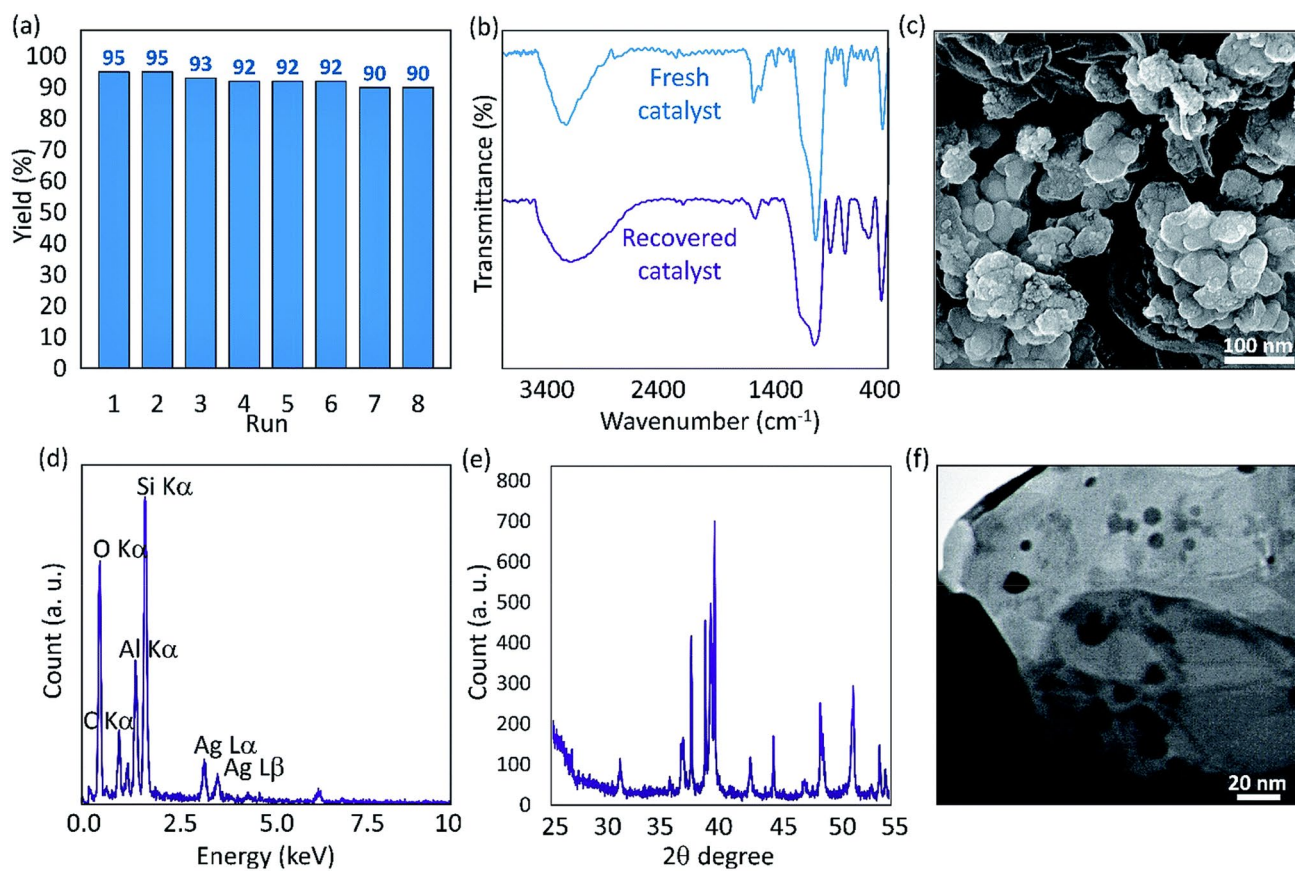 (a)
100
90
80
70
60
50
40
30
20
10
0
Yield (%)
95 95 93 92 92 92 90 90
1 2 3 4 5 6 7 8
Run
(b)
Transmittance (%)
Fresh
catalyst
Recovered
catalyst
3400 2400 1400 400
Wavenumber (cm⁻¹)
(c)
100 nm
(d)
Count (a. u.)
Si Kα
O Kα
Al Kα
C Kα
Ag Lα
Ag Lβ
0.0 2.5 5.0 7.5 10
Energy (keV)
(e)
800
700
600
500
400
300
200
100
0
Count (a. u.)
25 30 35 40 45 50 55
2θ degree
(f)
20 nm